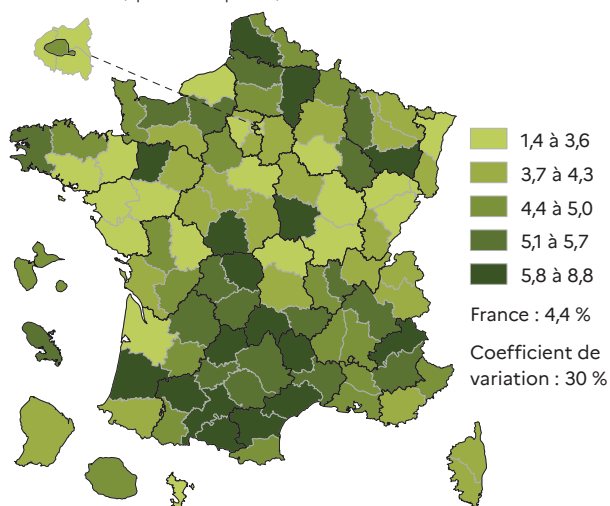 1,4 à 3,6
3,7 à 4,3
4,4 à 5,0
5,1 à 5,7
5,8 à 8,8
France : 4,4 %
Coefficient de
variation : 30 %